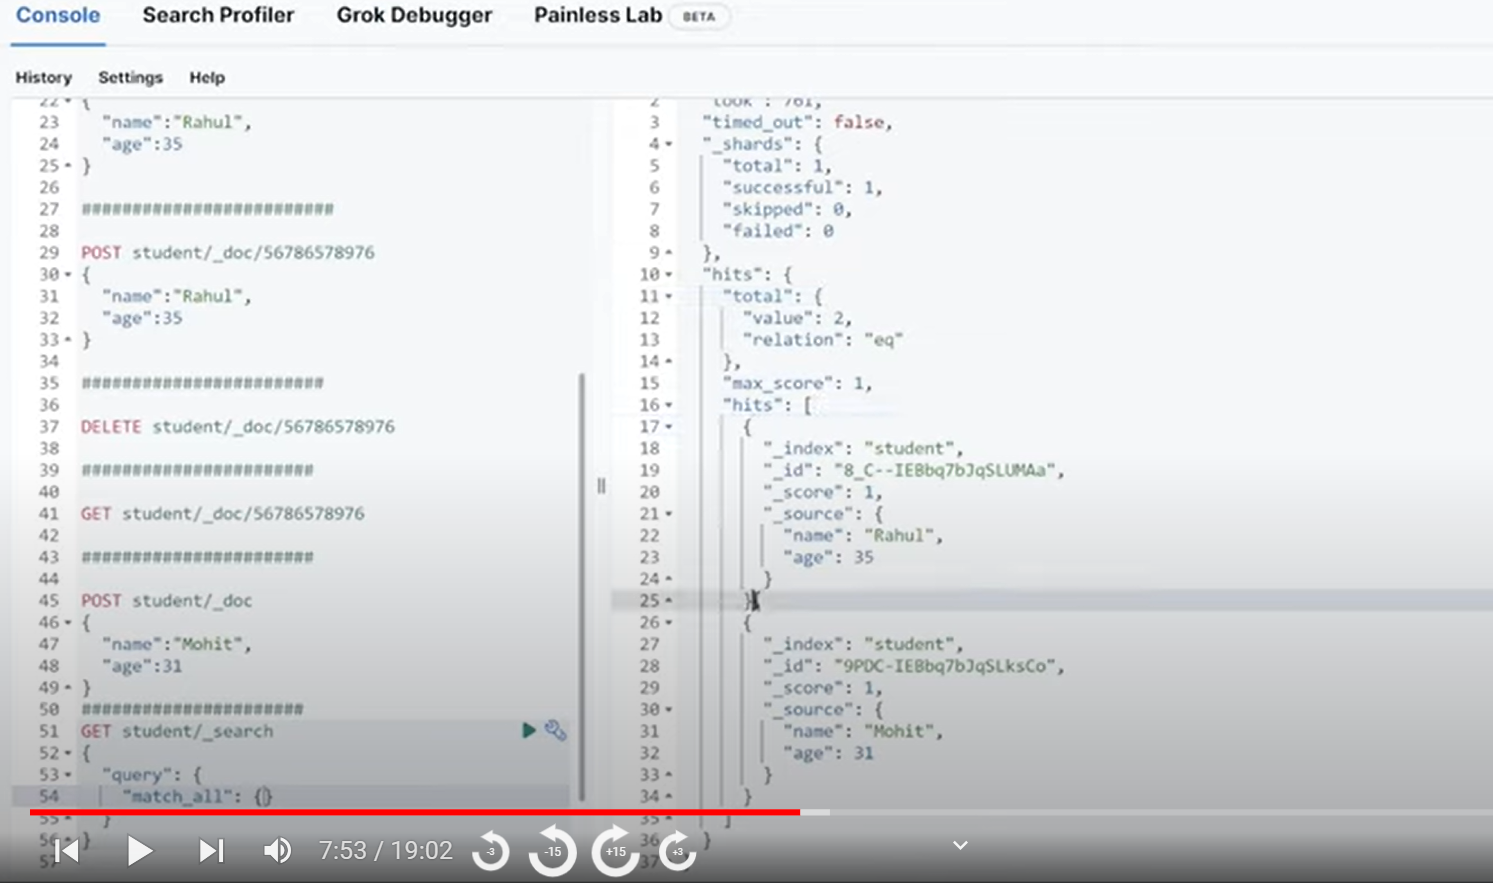 Console Search Profiler Grok Debugger Painless Lab BETA
History Settings Help
22 {
23 "name":"Rahul",
24 "age":35
25 }
26
27 #########################
28
29 POST student/_doc/56786578976
30 {
31 "name":"Rahul",
32 "age":35
33 }
34
35 ########################
36
37 DELETE student/_doc/56786578976
38
39 #######################
40
41 GET student/_doc/56786578976
42
43 #######################
44
45 POST student/_doc
46 {
47 "name":"Mohit",
48 "age":31
49 }
50 ######################
51 GET student/_search
52 {
53 "query": {
54 "match_all": {}
55 }
56 }
57
2 "took": 761,
3 "timed_out": false,
4 "_shards": {
5 "total": 1,
6 "successful": 1,
7 "skipped": 0,
8 "failed": 0
9 },
10 "hits": {
11 "total": {
12 "value": 2,
13 "relation": "eq"
14 },
15 "max_score": 1,
16 "hits": [
17 {
18 "_index": "student",
19 "_id": "8_C--IEBbq7bJqSLUMAa",
20 "_score": 1,
21 "_source": {
22 "name": "Rahul",
23 "age": 35
24 }
25 }
26 {
27 "_index": "student",
28 "_id": "9PDC-IEBbq7bJqSLksCo",
29 "_score": 1,
30 "_source": {
31 "name": "Mohit",
32 "age": 31
33 }
34 }
35 ]
36 }
37
7:53 / 19:02 -3 -15 +15 +3